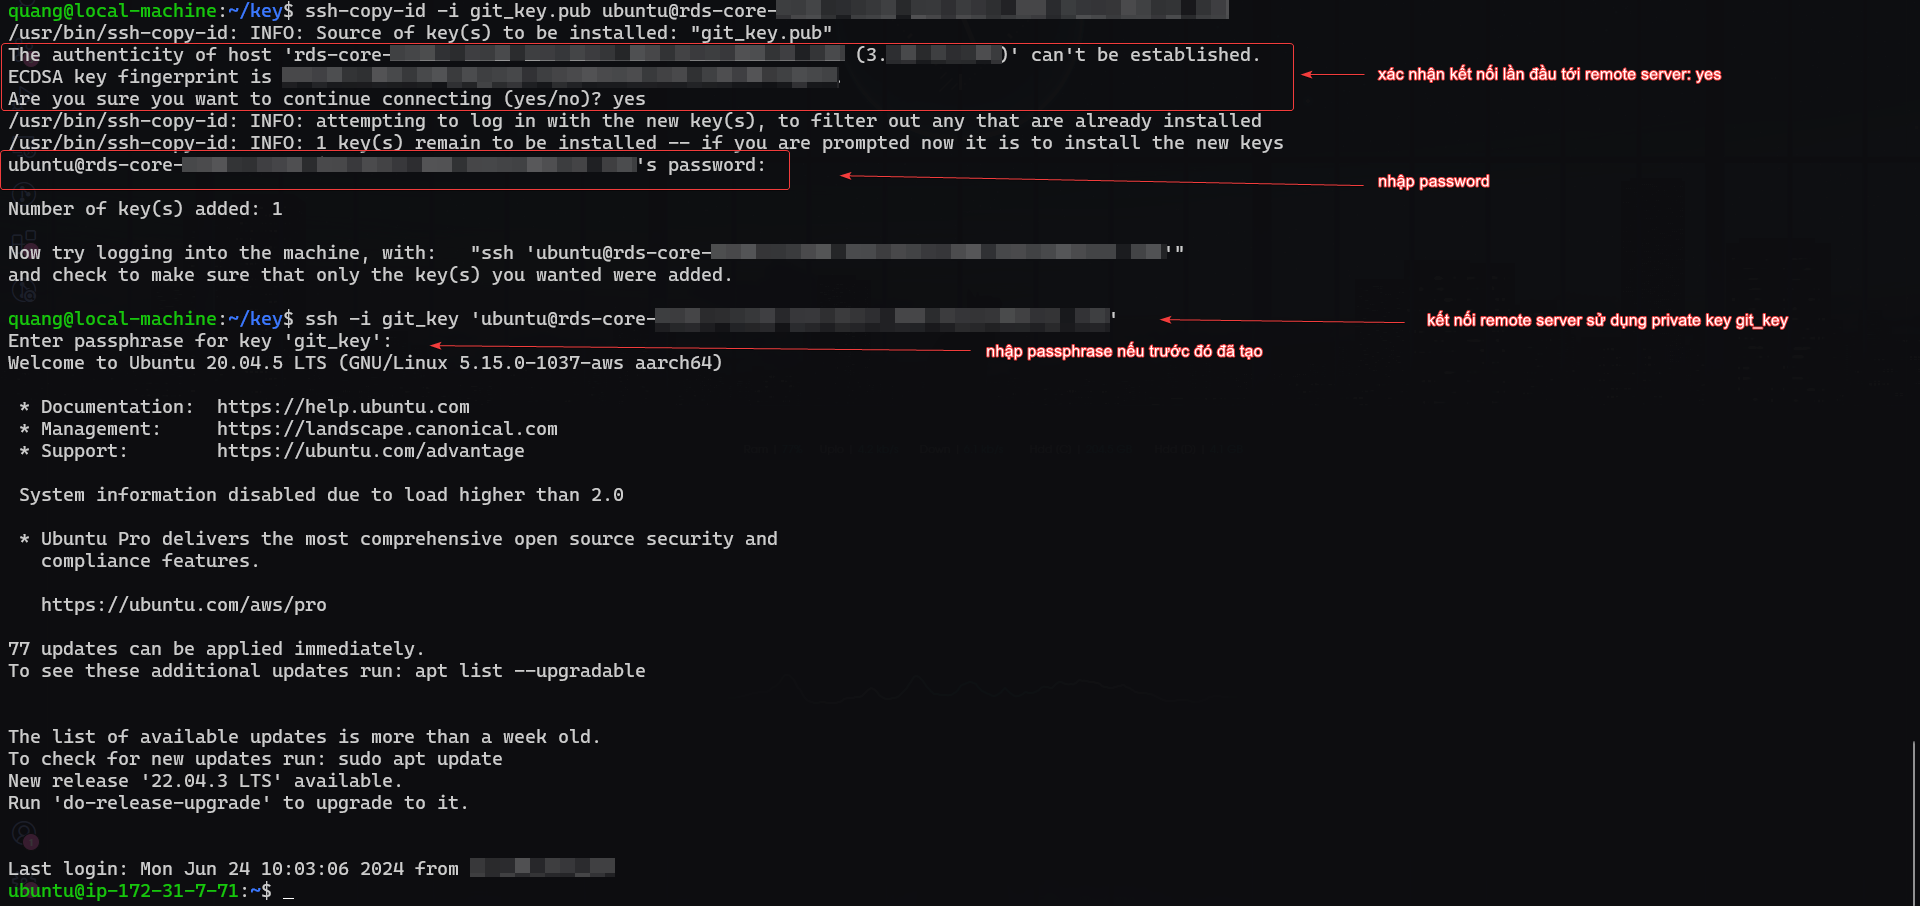 quang@local-machine:~/key$ ssh-copy-id -i git_key.pub ubuntu@rds-core-
/usr/bin/ssh-copy-id: INFO: Source of key(s) to be installed: "git_key.pub"
The authenticity of host 'rds-core- (3. )' can't be established.
ECDSA key fingerprint is .
Are you sure you want to continue connecting (yes/no)? yes
xác nhận kết nối lần đầu tới remote server: yes
/usr/bin/ssh-copy-id: INFO: attempting to log in with the new key(s), to filter out any that are already installed
/usr/bin/ssh-copy-id: INFO: 1 key(s) remain to be installed -- if you are prompted now it is to install the new keys
ubuntu@rds-core- 's password:
nhập password
Number of key(s) added: 1
Now try logging into the machine, with:   "ssh 'ubuntu@rds-core- '"
and check to make sure that only the key(s) you wanted were added.
quang@local-machine:~/key$ ssh -i git_key 'ubuntu@rds-core- '
kết nối remote server sử dụng private key git_key
Enter passphrase for key 'git_key':
nhập passphrase nếu trước đó đã tạo
Welcome to Ubuntu 20.04.5 LTS (GNU/Linux 5.15.0-1037-aws aarch64)
* Documentation:  https://help.ubuntu.com
* Management:     https://landscape.canonical.com
* Support:        https://ubuntu.com/advantage
System information disabled due to load higher than 2.0
* Ubuntu Pro delivers the most comprehensive open source security and
compliance features.
https://ubuntu.com/aws/pro
77 updates can be applied immediately.
To see these additional updates run: apt list --upgradable
The list of available updates is more than a week old.
To check for new updates run: sudo apt update
New release '22.04.3 LTS' available.
Run 'do-release-upgrade' to upgrade to it.
Last login: Mon Jun 24 10:03:06 2024 from
ubuntu@ip-172-31-7-71:~$ _